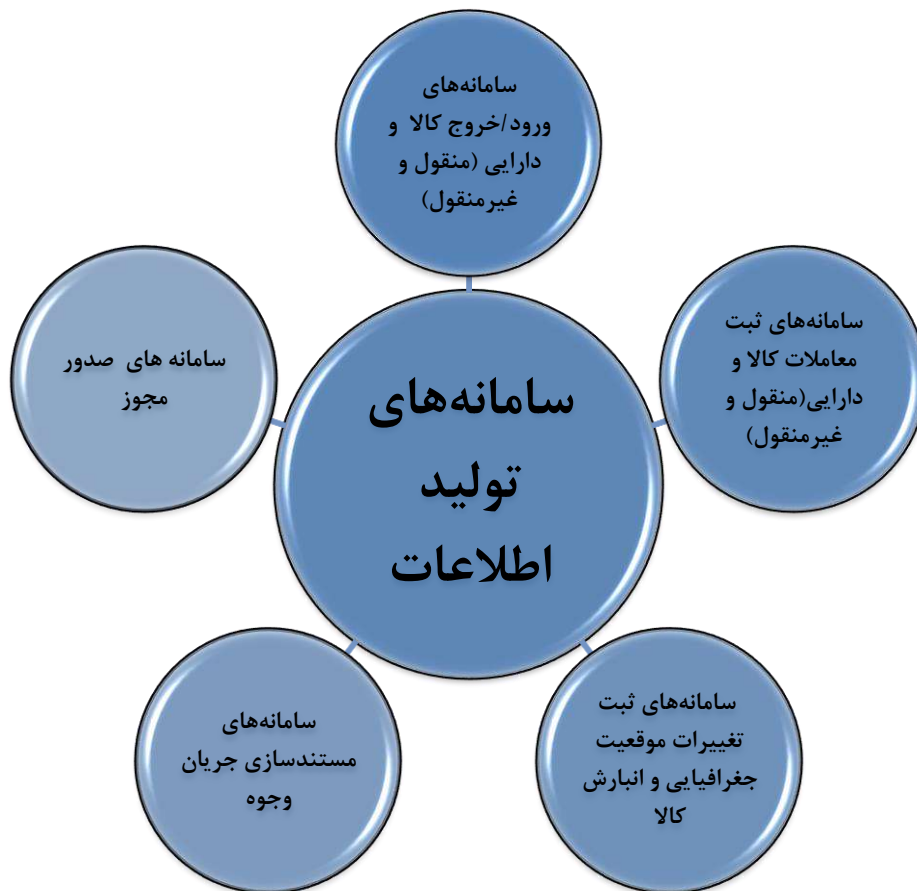 سامانه‌های
ورود/خروج کالا و
دارایی (منقول و
غیرمنقول)
سامانه‌های ثبت
معاملات کالا و
دارایی(منقول و
غیرمنقول)
سامانه های صدور
مجوز
سامانه‌های
تولید
اطلاعات
سامانه‌های ثبت
تغییرات موقعیت
جغرافیایی و انبارش
کالا
سامانه‌های
مستندسازی جریان
وجوه